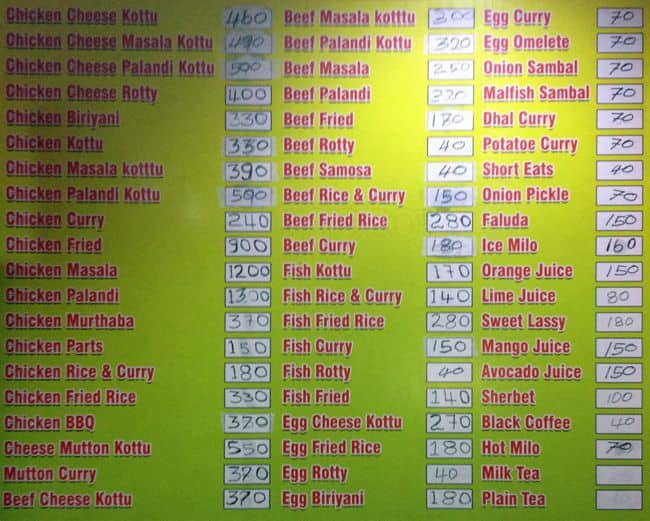 Chicken Cheese Kottu 460
Chicken Cheese Masala Kottu 490
Chicken Cheese Palandi Kottu 590
Chicken Cheese Rotty 400
Chicken Biriyani 330
Chicken Kottu 330
Chicken Masala kotttu 390
Chicken Palandi Kottu 590
Chicken Curry 240
Chicken Fried 900
Chicken Masala 1200
Chicken Palandi 1300
Chicken Murthaba 370
Chicken Parts 150
Chicken Rice & Curry 180
Chicken Fried Rice 330
Chicken BBQ 370
Cheese Mutton Kottu 550
Mutton Curry 370
Beef Cheese Kottu 370
Beef Masala kotttu 300
Beef Palandi Kottu 320
Beef Masala 250
Beef Palandi
Beef Fried 170
Beef Rotty 40
Beef Samosa 40
Beef Rice & Curry 150
Beef Fried Rice 280
Beef Curry 180
Fish Kottu 170
Fish Rice & Curry 140
Fish Fried Rice 280
Fish Curry 150
Fish Rotty 40
Fish Fried 140
Egg Cheese Kottu 270
Egg Fried Rice 180
Egg Rotty 40
Egg Biriyani 180
Egg Curry 70
Egg Omelete 70
Onion Sambal 70
Malfish Sambal 70
Dhal Curry 70
Potatoe Curry 70
Short Eats 40
Onion Pickle 70
Faluda 150
Ice Milo 160
Orange Juice 150
Lime Juice 80
Sweet Lassy 180
Mango Juice 150
Avocado Juice 150
Sherbet 100
Black Coffee 40
Hot Milo 70
Milk Tea
Plain Tea